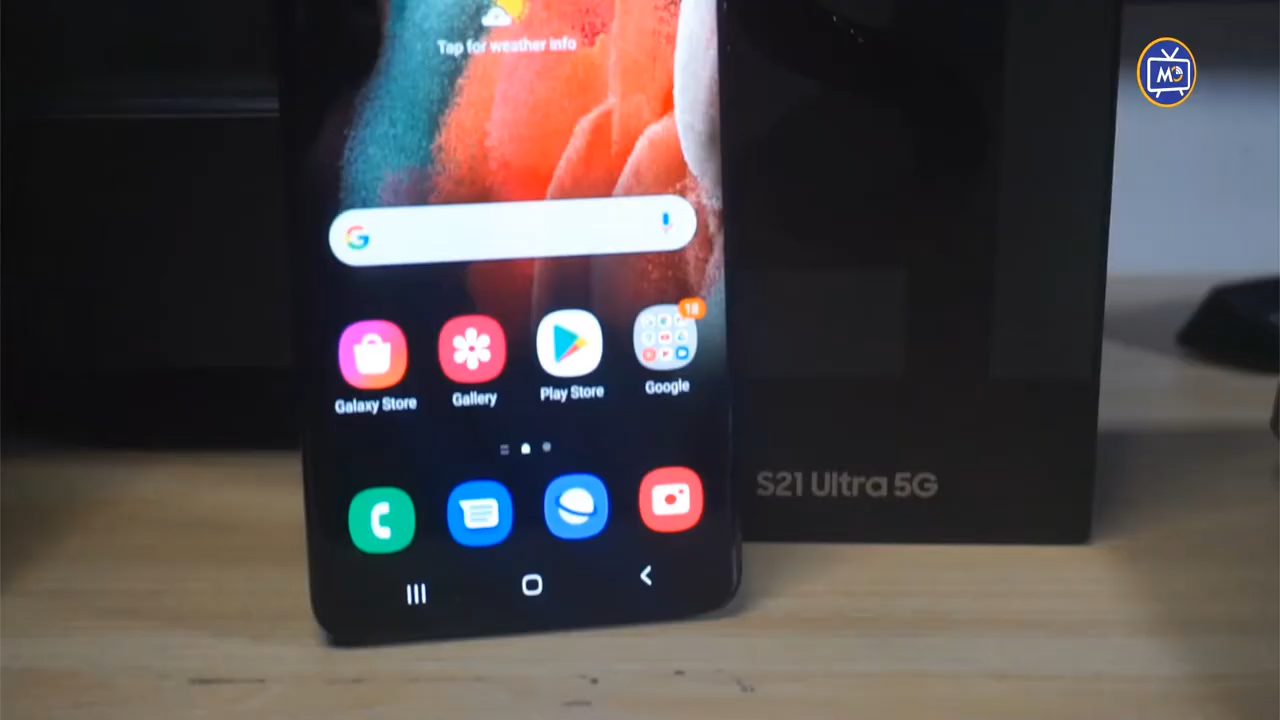 Tap for weather info
M
G
18
Galaxy Store
Gallery
Play Store
Google
S21 Ultra 5G